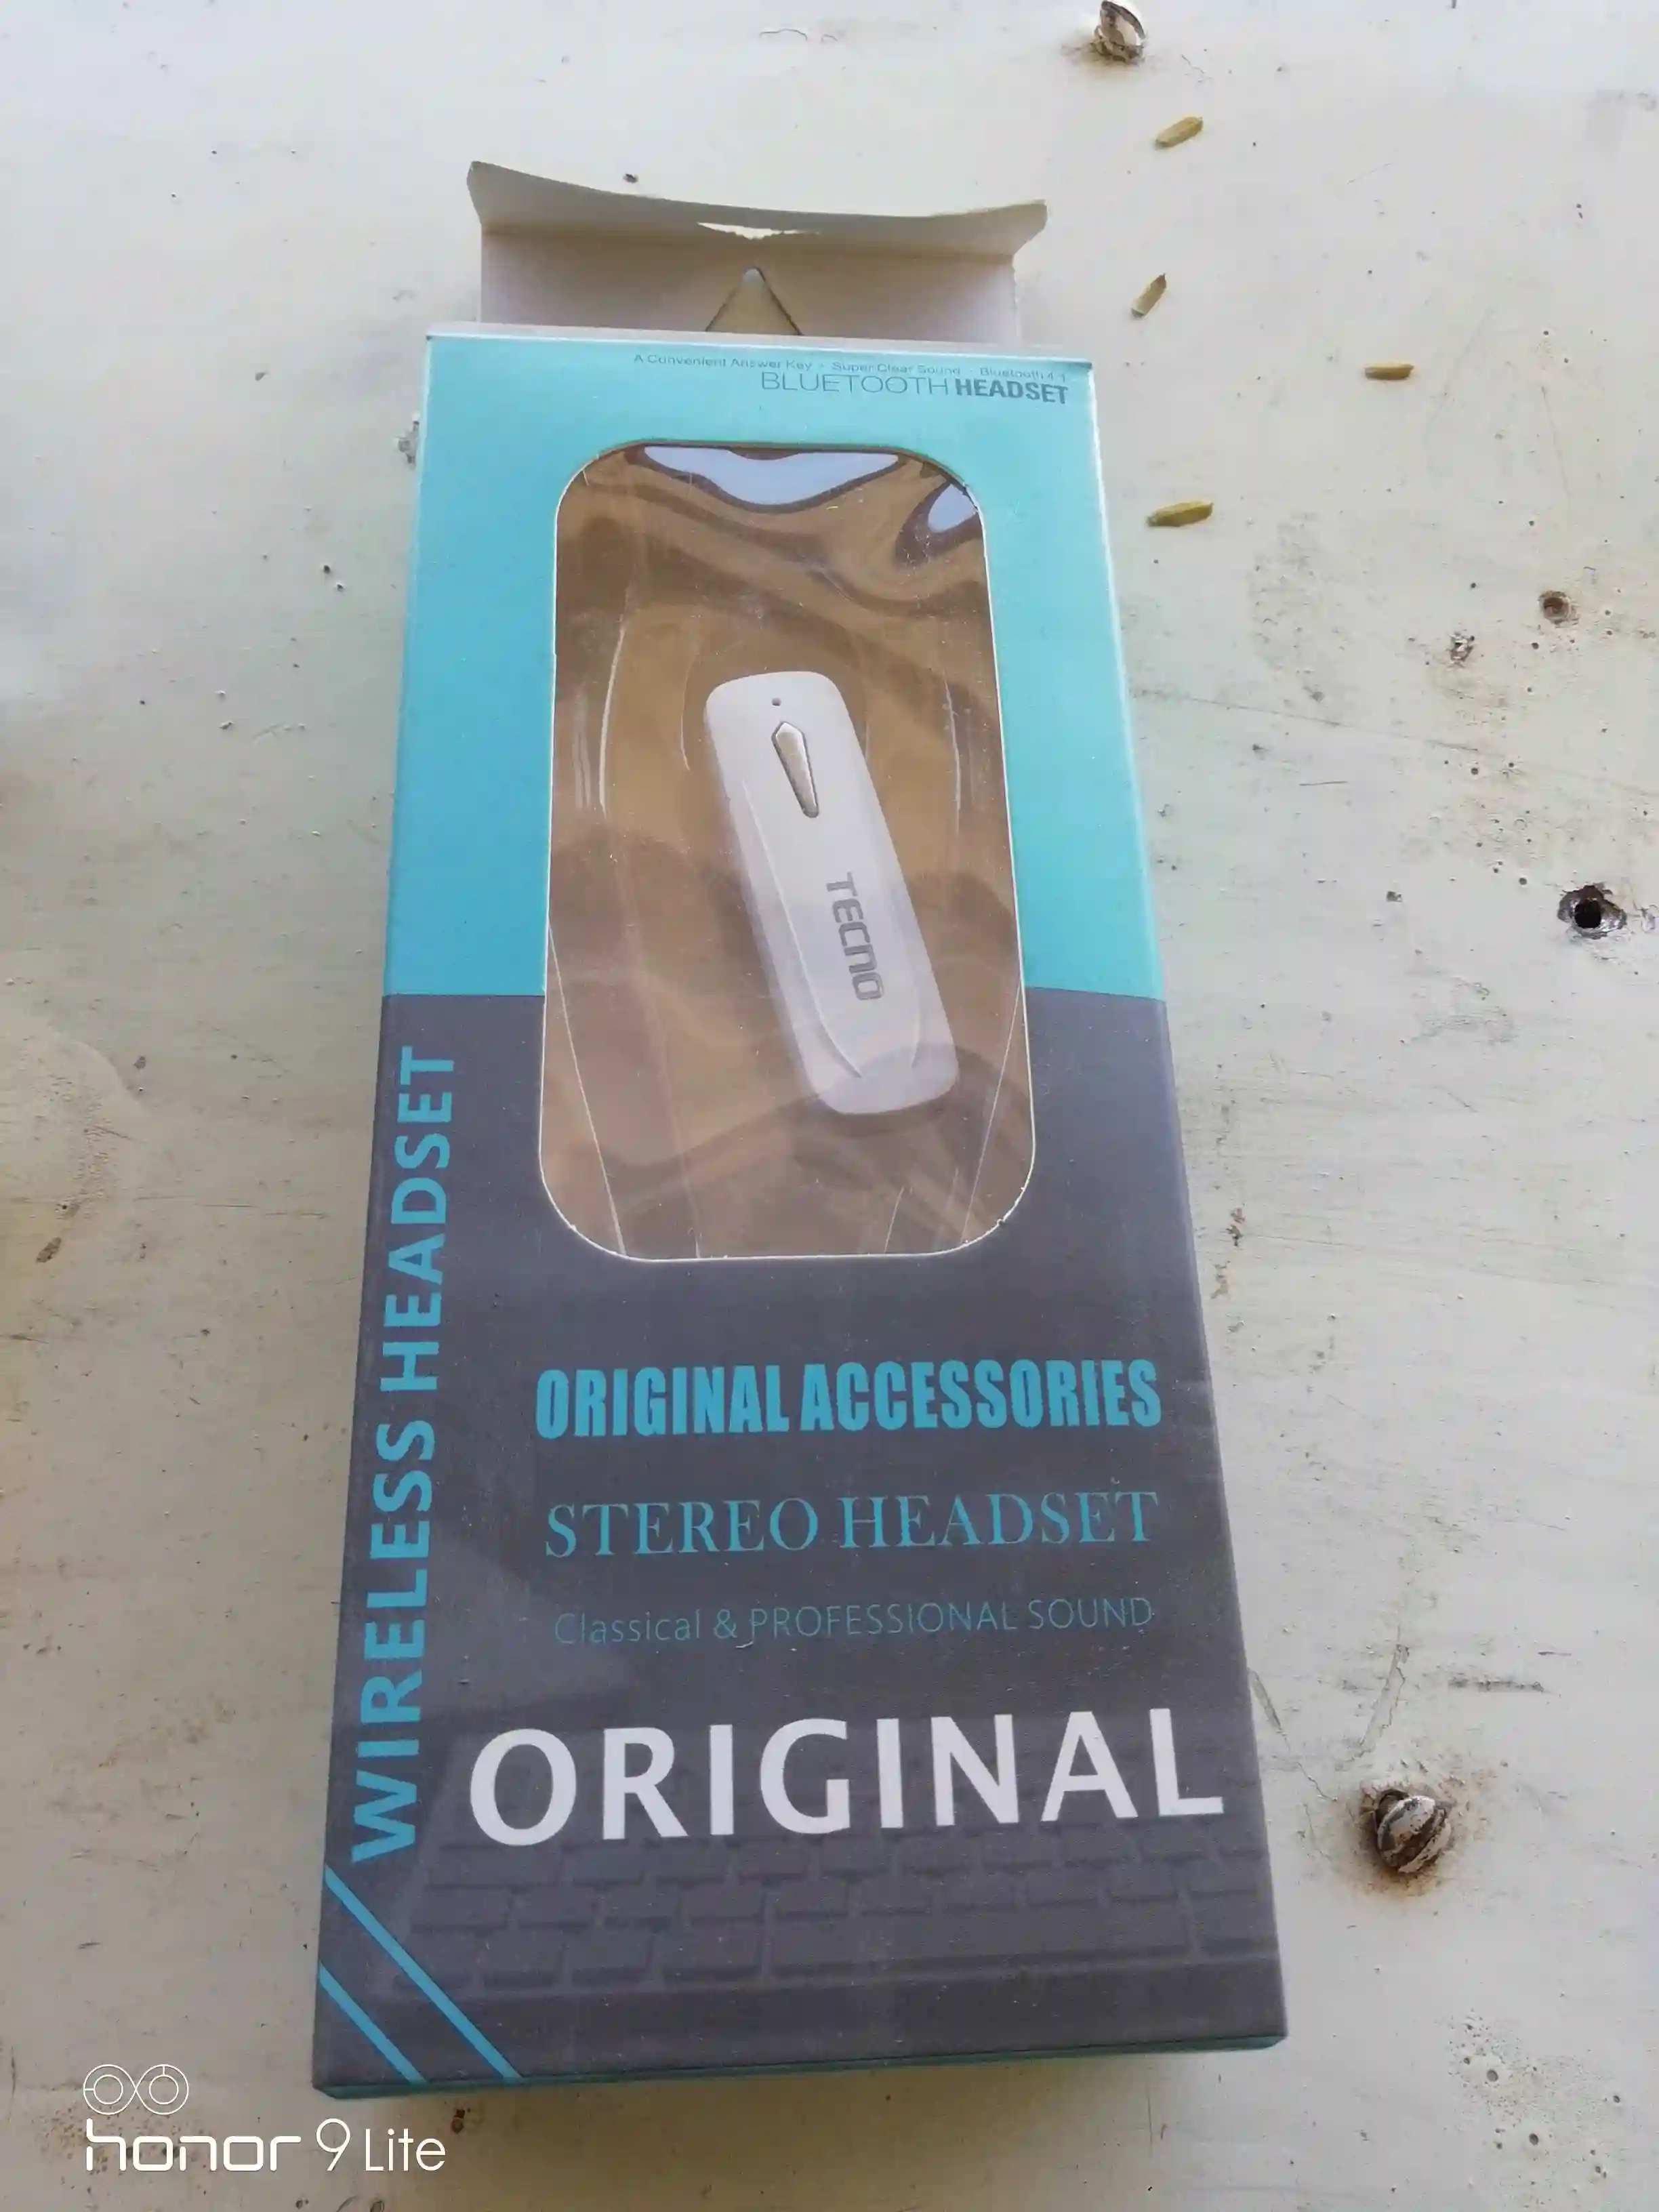 A Convenient Answer Key - Super Clear Sound - Bluetooth 4.1
BLUETOOTH HEADSET
TECNO
WIRELESS HEADSET
ORIGINAL ACCESSORIES
STEREO HEADSET
Classical & PROFESSIONAL SOUND
ORIGINAL
honor 9 Lite